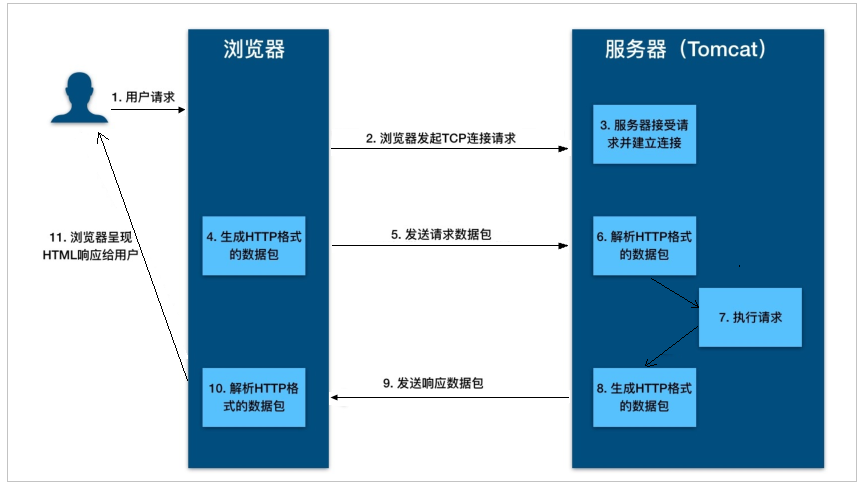 浏览器
服务器（Tomcat）
1. 用户请求
2. 浏览器发起TCP连接请求
3. 服务器接受请
求并建立连接
4. 生成HTTP格式
的数据包
5. 发送请求数据包
6. 解析HTTP格式
的数据包
7. 执行请求
8. 生成HTTP格式
的数据包
9. 发送响应数据包
10. 解析HTTP格
式的数据包
11. 浏览器呈现
HTML响应给用户